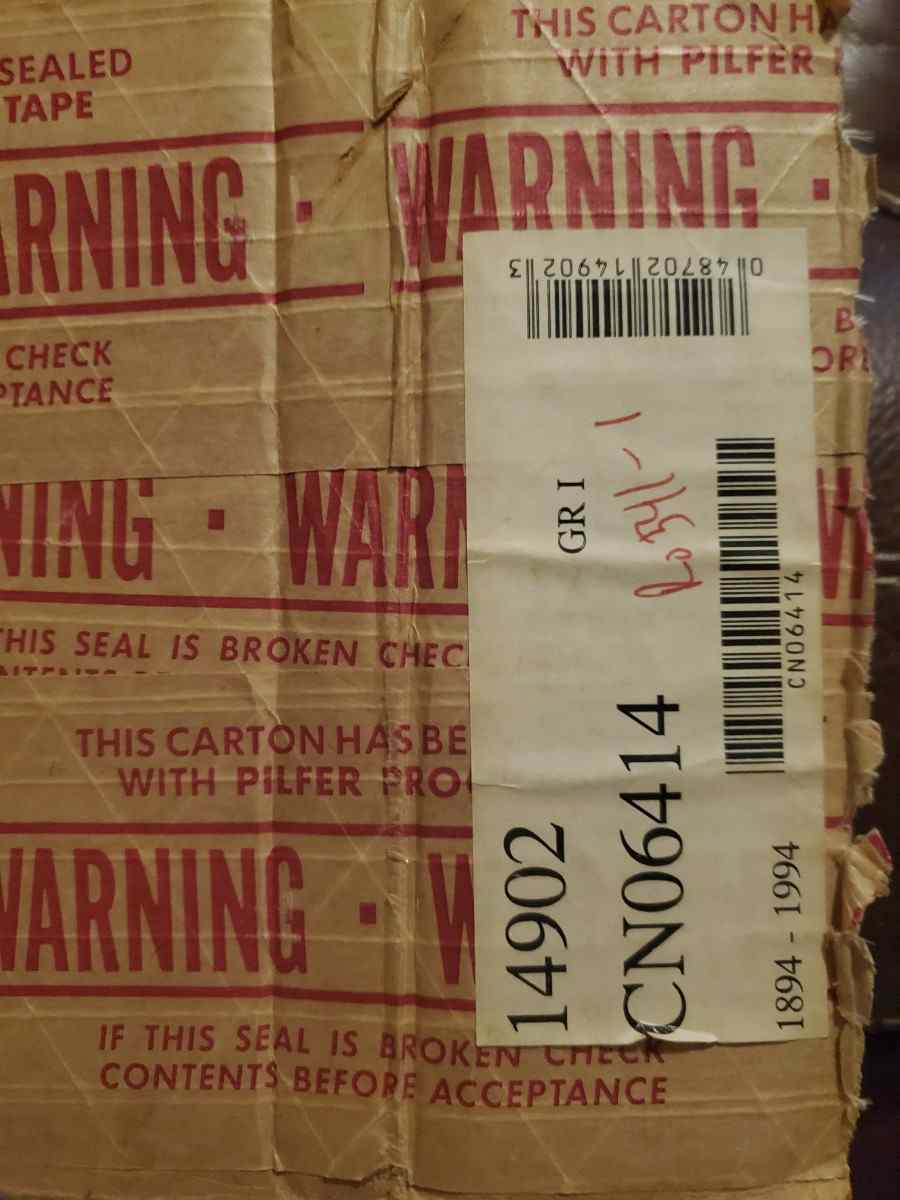 THIS CARTON HA
WITH PILFER
SEALED
TAPE
ARNING · WARNING ·
CHECK
PTANCE
B
ORE
NING · WARN
THIS SEAL IS BROKEN CHEC
THIS CARTON HAS BE
WITH PILFER PRO
WARNING · W
IF THIS SEAL IS BROKEN CHECK
CONTENTS BEFORE ACCEPTANCE
0 48702 14902 3
GR I
14902
CN06414
CN06414
1894 - 1994